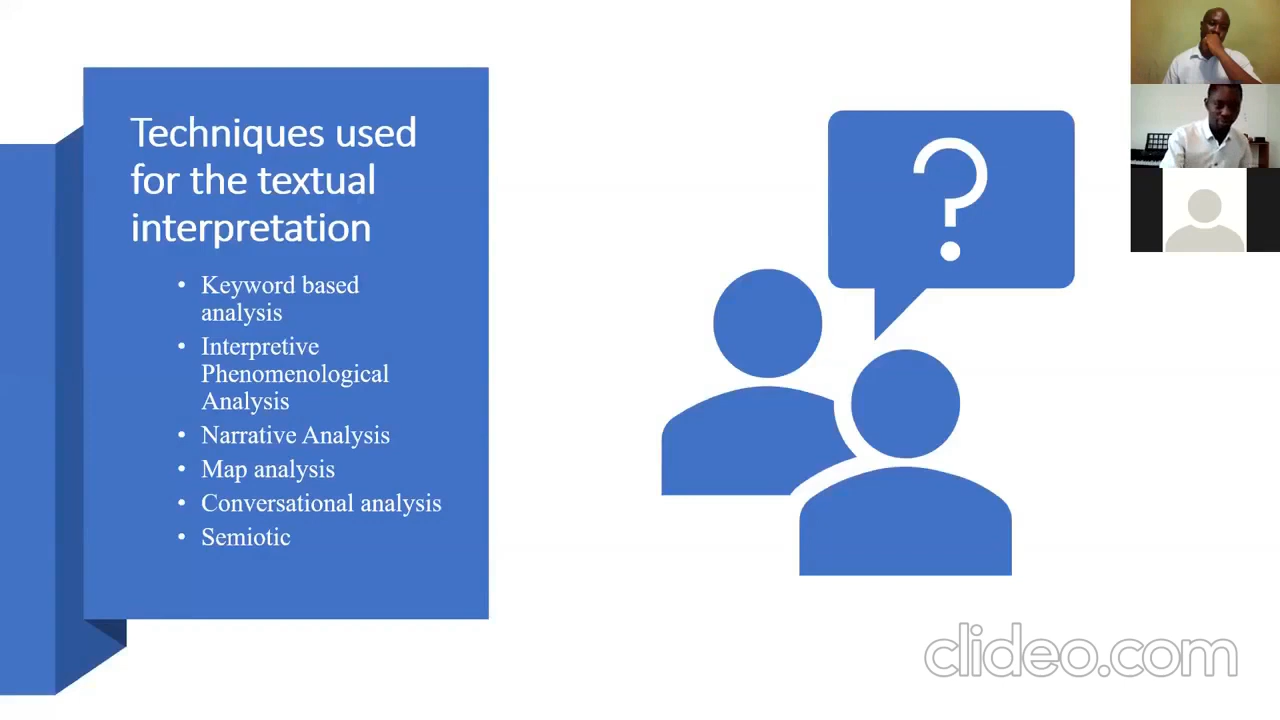 Techniques used
for the textual
interpretation
• Keyword based
analysis
• Interpretive
Phenomenological
Analysis
• Narrative Analysis
• Map analysis
• Conversational analysis
• Semiotic
?
clideo.com